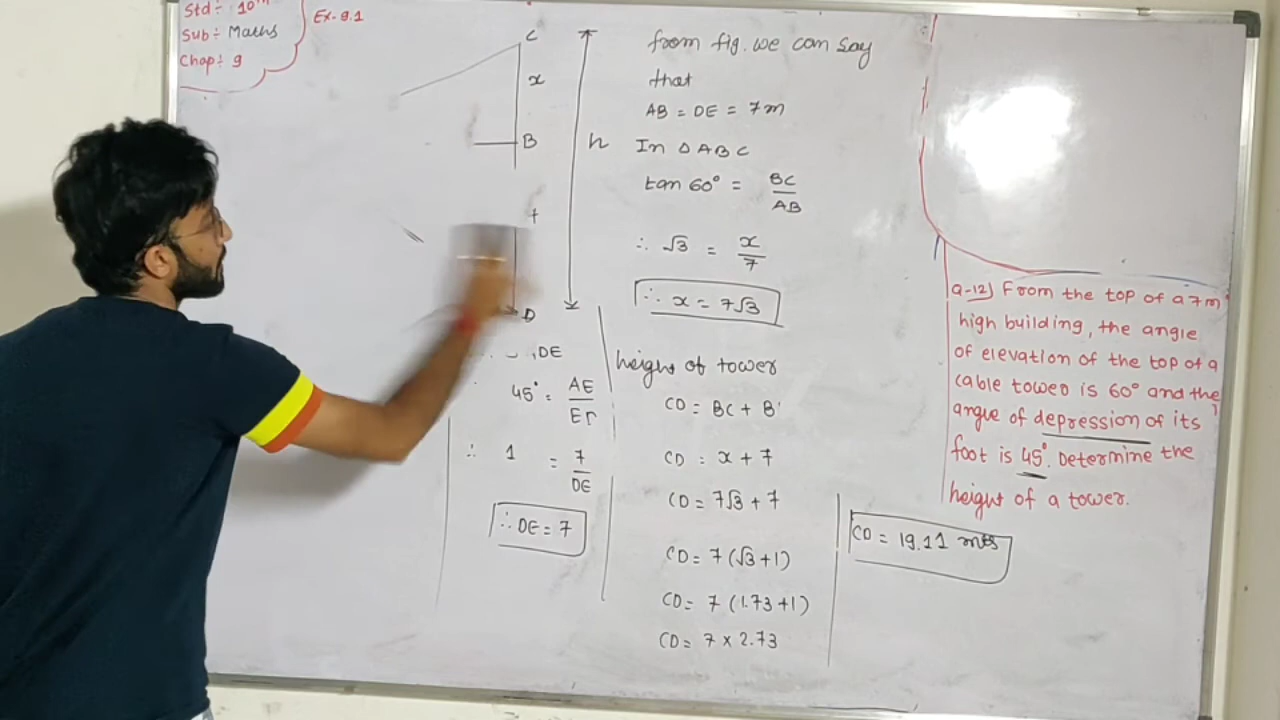 Std ÷ 10th
Sub ÷ Maths
Chap ÷ 9
Ex-9.1
C
x
B
h
7
D
DE
45° = AE
E
∴ 1 = 7
DE
∴ DE = 7
from fig. we can say
that
AB = DE = 7m
In △ ABC
tan 60° = BC
AB
∴ √3 = x
7
∴ x = 7√3
height of tower
CD = BC + B
CD = x + 7
CD = 7√3 + 7
CD = 7 (√3 + 1)
CD = 7 (1.73 + 1)
CD = 7 × 2.73
CD = 19.11 mts
Q-12) From the top of a 7m
high building, the angle
of elevation of the top of a
cable toweo is 60° and the
angle of depression of its
foot is 45°. Determine the
height of a tower.